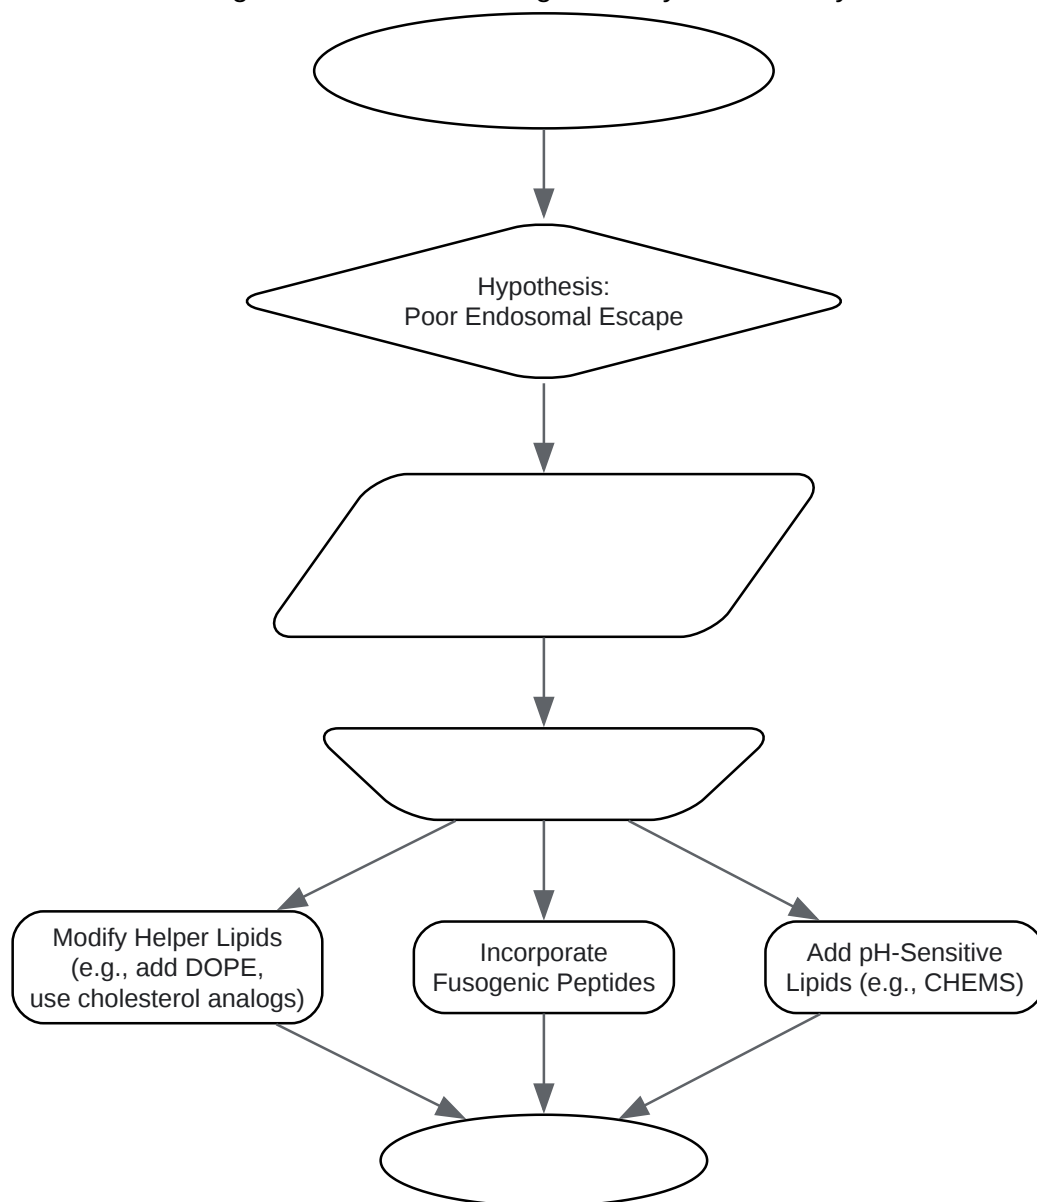 Hypothesis:
Poor Endosomal Escape
Modify Helper Lipids
(e.g., add DOPE,
use cholesterol analogs)
Incorporate
Fusogenic Peptides
Add pH-Sensitive
Lipids (e.g., CHEMS)